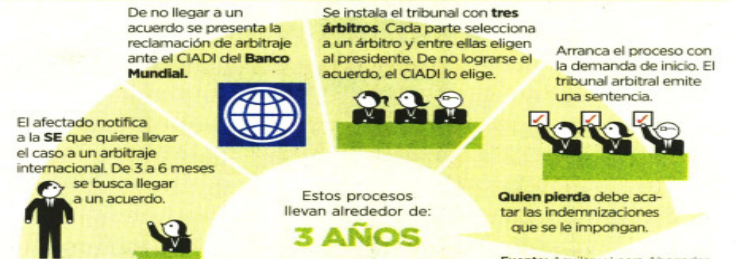 De no llegar a un
acuerdo se presenta la
reclamación de arbitraje
ante el CIADI del Banco
Mundial.
Se instala el tribunal con tres
árbitros. Cada parte selecciona
a un árbitro y entre ellas eligen
al presidente. De no lograrse el
acuerdo, el CIADI lo elige.
Arranca el proceso con
la demanda de inicio. El
tribunal arbitral emite
una sentencia.
El afectado notifica
a la SE que quiere llevar
el caso a un arbitraje
internacional. De 3 a 6 meses
se busca llegar
a un acuerdo.
Estos procesos
llevan alrededor de:
3 AÑOS
Quien pierda debe aca-
tar las indemnizaciones
que se le impongan.